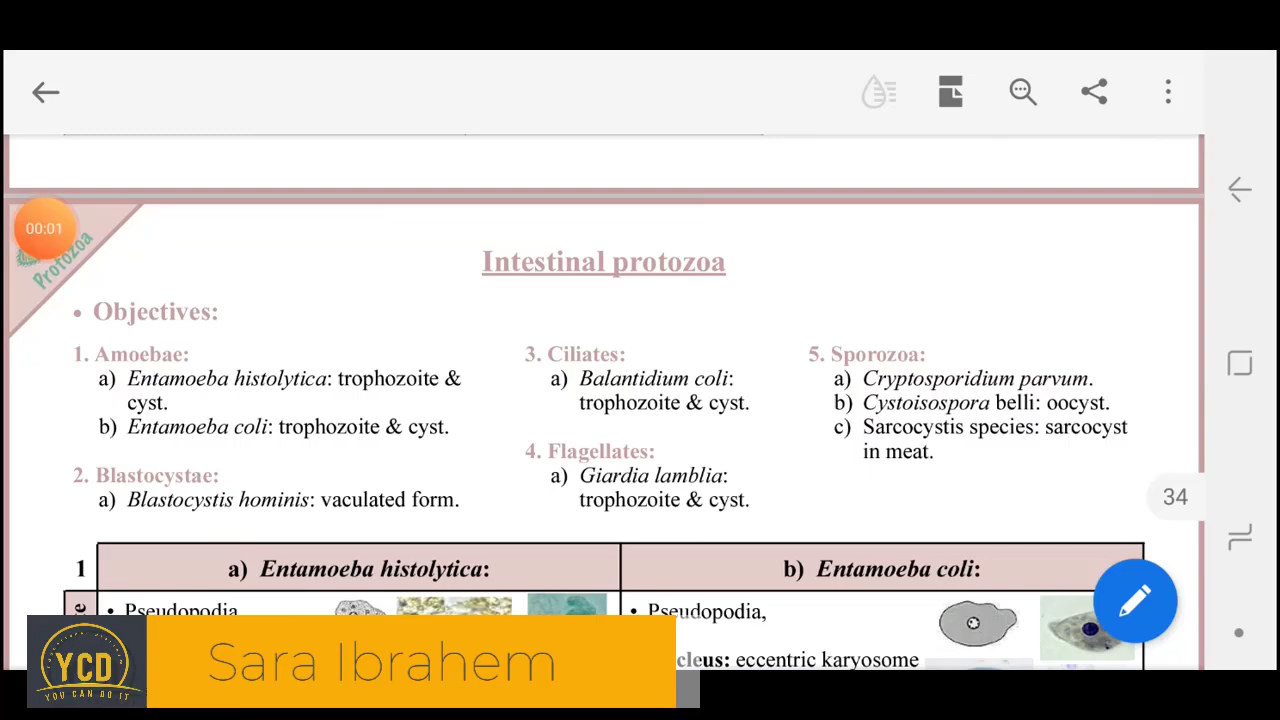 00:01
Protozoa
Intestinal protozoa
• Objectives:
1. Amoebae:
a) Entamoeba histolytica: trophozoite &
cyst.
b) Entamoeba coli: trophozoite & cyst.
2. Blastocystae:
a) Blastocystis hominis: vaculated form.
3. Ciliates:
a) Balantidium coli:
trophozoite & cyst.
4. Flagellates:
a) Giardia lamblia:
trophozoite & cyst.
5. Sporozoa:
a) Cryptosporidium parvum.
b) Cystoisospora belli: oocyst.
c) Sarcocystis species: sarcocyst
in meat.
34
1
a) Entamoeba histolytica:
b) Entamoeba coli:
• Pseudopodia
• Pseudopodia,
eccentric karyosome
YCD
YOU CAN DO IT
Sara Ibrahem